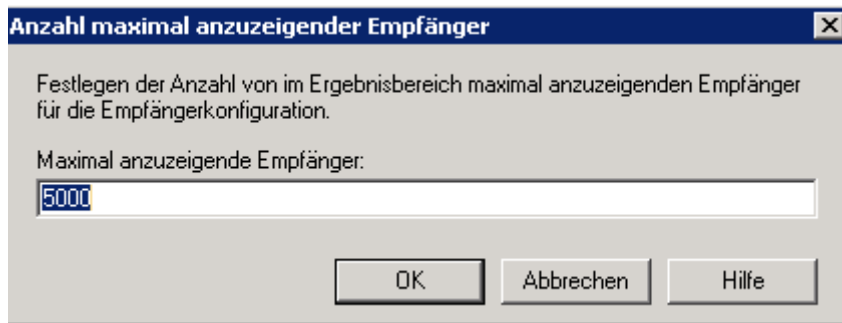 Anzahl maximal anzuzeigender Empfänger
Festlegen der Anzahl von im Ergebnisbereich maximal anzuzeigenden Empfänger
für die Empfängerkonfiguration.
Maximal anzuzeigende Empfänger:
5000
OK Abbrechen Hilfe